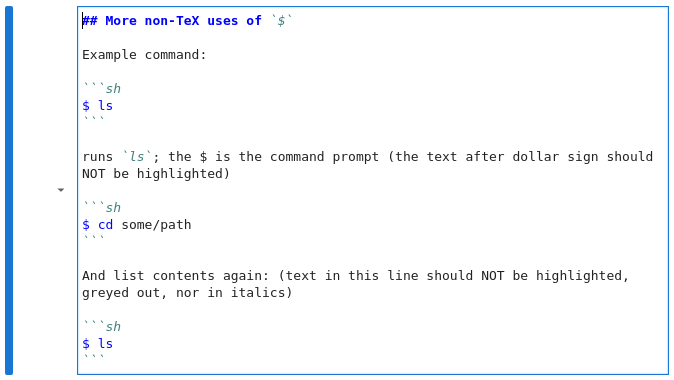 ## More non-TeX uses of `$`
Example command:
```sh
$ ls
```
runs `ls`; the $ is the command prompt (the text after dollar sign should
NOT be highlighted)
```sh
$ cd some/path
```
And list contents again: (text in this line should NOT be highlighted,
greyed out, nor in italics)
```sh
$ ls
```